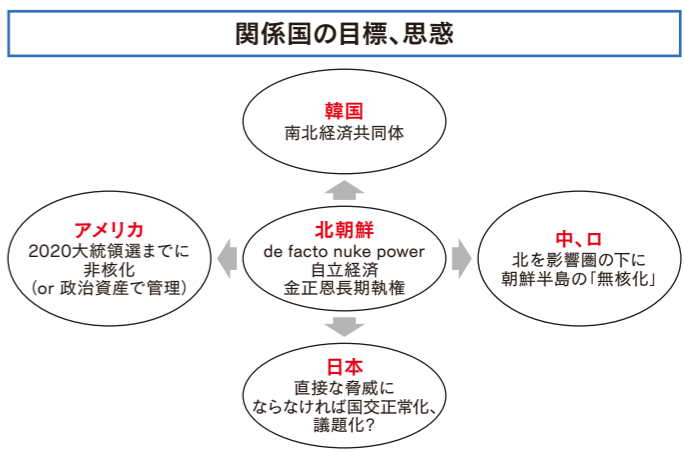 関係国の目標、思惑
韓国
南北経済共同体
アメリカ
2020大統領選までに
非核化
(or 政治資産で管理)
北朝鮮
de facto nuke power
自立経済
金正恩長期執権
中、ロ
北を影響圏の下に
朝鮮半島の「無核化」
日本
直接な脅威に
ならなければ国交正常化、
議題化?